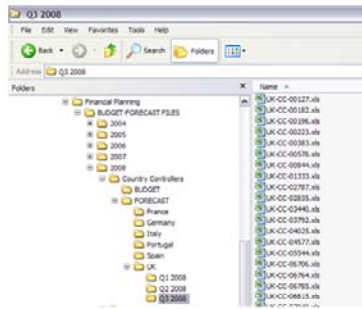 Q3 2008
File Edit View Favorites Tools Help
Back Search Folders
Address Q3 2008
Folders
Financial Planning
BUDGET-FORECAST FILES
2004
2005
2006
2007
2008
Country Controllers
BUDGET
FORECAST
France
Germany
Italy
Portugal
Spain
UK
Q1 2008
Q2 2008
Q3 2008
Name
UK-CC-00127.xls
UK-CC-00182.xls
UK-CC-00196.xls
UK-CC-00223.xls
UK-CC-00383.xls
UK-CC-00578.xls
UK-CC-00844.xls
UK-CC-01333.xls
UK-CC-02787.xls
UK-CC-02835.xls
UK-CC-03440.xls
UK-CC-03792.xls
UK-CC-04025.xls
UK-CC-04577.xls
UK-CC-05544.xls
UK-CC-06706.xls
UK-CC-06764.xls
UK-CC-06785.xls
UK-CC-06815.xls